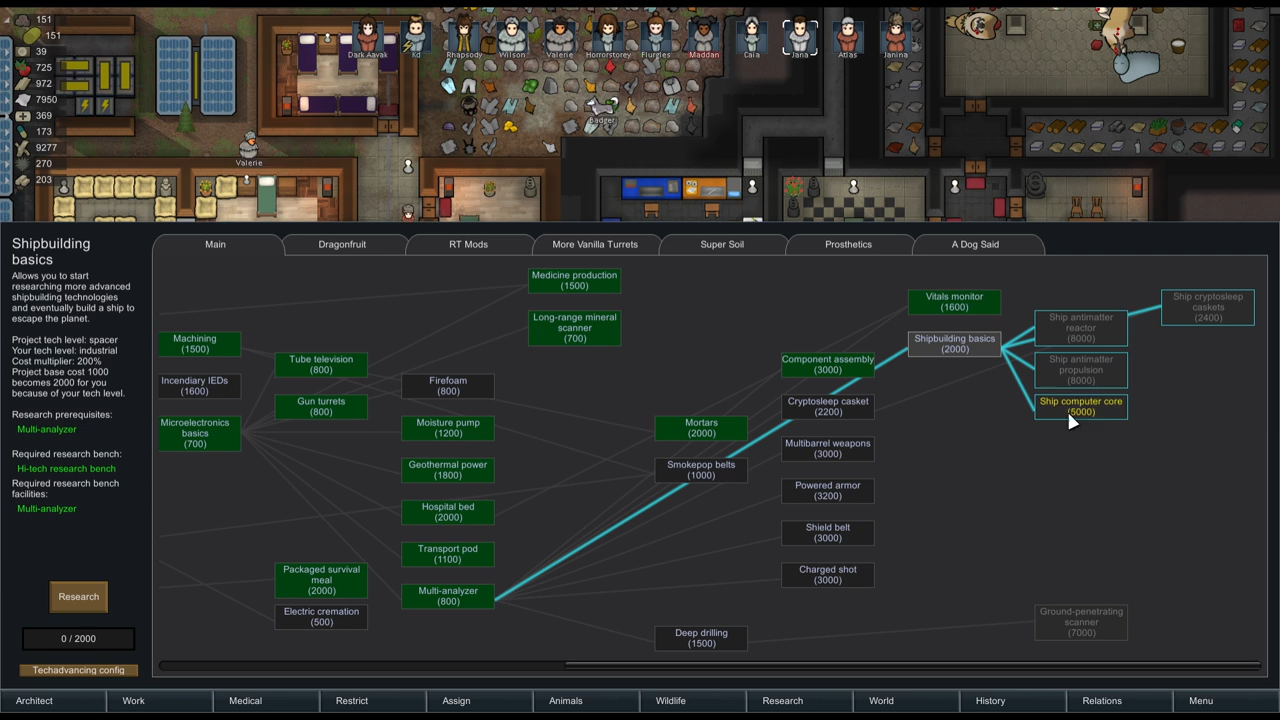 151
151
39
725
972
7950
369
173
9277
270
203
Dark Aavak
Kd
Rhapsody
Wilson
Valerie
Horrorstorey
Flurgles
Maddan
Caia
Jana
Atlas
Janina
Badger
Valerie
Shipbuilding
basics
Allows you to start
researching more advanced
shipbuilding technologies
and eventually build a ship to
escape the planet.
Project tech level: spacer
Your tech level: industrial
Cost multiplier: 200%
Project base cost 1000
becomes 2000 for you
because of your tech level.
Research prerequisites:
Multi-analyzer
Required research bench:
Hi-tech research bench
Required research bench
facilities:
Multi-analyzer
Research
0 / 2000
Techadvancing config
Main
Dragonfruit
RT Mods
More Vanilla Turrets
Super Soil
Prosthetics
A Dog Said
Medicine production
(1500)
Long-range mineral
scanner
(700)
Machining
(1500)
Tube television
(800)
Incendiary IEDs
(1600)
Gun turrets
(800)
Microelectronics
basics
(700)
Firefoam
(800)
Moisture pump
(1200)
Geothermal power
(1800)
Hospital bed
(2000)
Transport pod
(1100)
Multi-analyzer
(800)
Packaged survival
meal
(2000)
Electric cremation
(500)
Mortars
(2000)
Smokepop belts
(1000)
Deep drilling
(1500)
Component assembly
(3000)
Cryptosleep casket
(2200)
Multibarrel weapons
(3000)
Powered armor
(3200)
Shield belt
(3000)
Charged shot
(3000)
Vitals monitor
(1600)
Shipbuilding basics
(2000)
Ship antimatter
reactor
(6000)
Ship antimatter
propulsion
(8000)
Ship computer core
(5000)
Ship cryptosleep
caskets
(2400)
Ground-penetrating
scanner
(7000)
Architect
Work
Medical
Restrict
Assign
Animals
Wildlife
Research
World
History
Relations
Menu